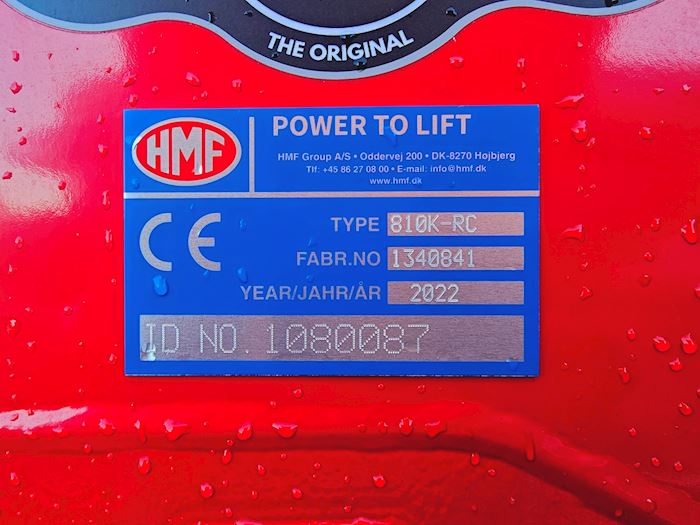 THE ORIGINAL
HMF
POWER TO LIFT
HMF Group A/S • Oddervej 200 • DK-8270 Højbjerg
Tlf: +45 86 27 08 00 • E-mail: info@hmf.dk
www.hmf.dk
CE
TYPE 810K-RC
FABR.NO 1340841
YEAR/JAHR/ÅR 2022
ID NO.1080087